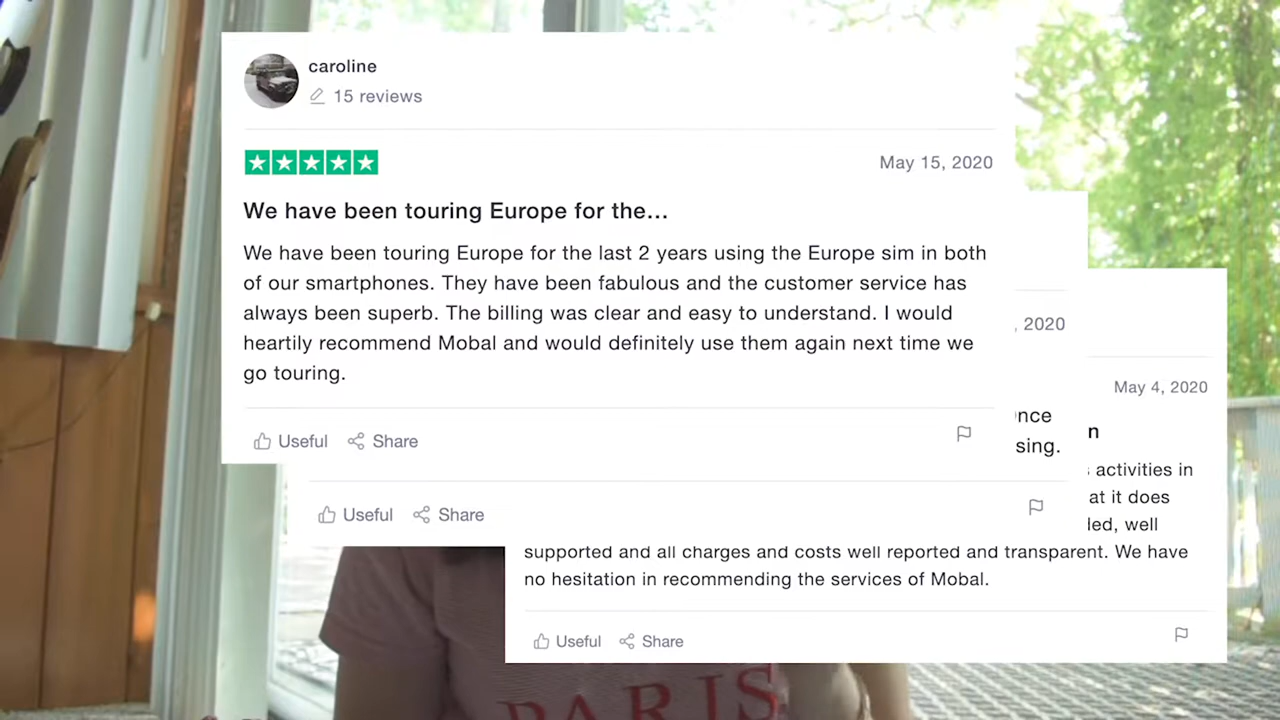 caroline
15 reviews
May 15, 2020
We have been touring Europe for the...
We have been touring Europe for the last 2 years using the Europe sim in both
of our smartphones. They have been fabulous and the customer service has
always been superb. The billing was clear and easy to understand. I would
heartily recommend Mobal and would definitely use them again next time we
go touring.
Useful Share
, 2020
sing.
Useful Share
May 4, 2020
n
activities in
at it does
well
supported and all charges and costs well reported and transparent. We have
no hesitation in recommending the services of Mobal.
Useful Share
PARIS